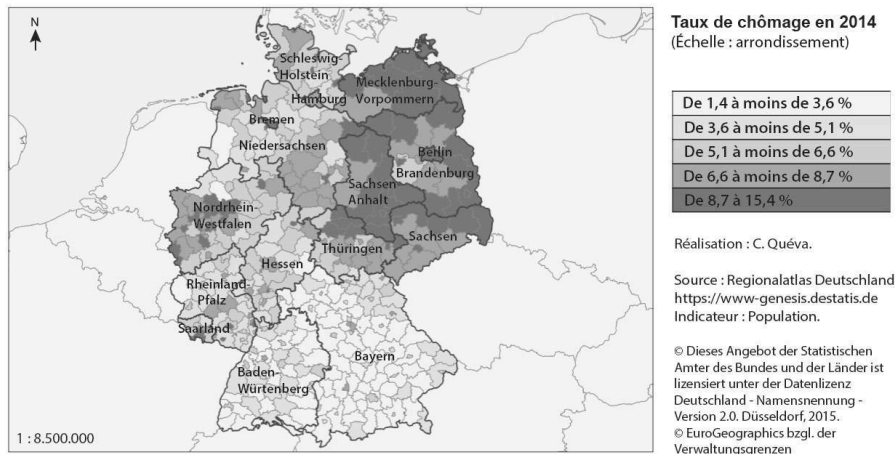 N
Schleswig-
Holstein
Mecklenburg-
Vorpommern
Hamburg
Bremen
Niedersachsen
Berlin
Brandenburg
Sachsen
Anhalt
Nordrhein-
Westfalen
Thüringen
Sachsen
Hessen
Rheinland-
Pfalz
Saarland
Bayern
Baden-
Würtenberg
1 : 8.500.000
Taux de chômage en 2014
(Échelle : arrondissement)
De 1,4 à moins de 3,6 %
De 3,6 à moins de 5,1 %
De 5,1 à moins de 6,6 %
De 6,6 à moins de 8,7 %
De 8,7 à 15,4 %
Réalisation : C. Quéva.
Source : Regionalatlas Deutschland
https://www-genesis.destatis.de
Indicateur : Population.
© Dieses Angebot der Statistischen
Amter des Bundes und der Länder ist
lizensiert unter der Datenlizenz
Deutschland - Namensnennung -
Version 2.0. Düsseldorf, 2015.
© EuroGeographics bzgl. der
Verwaltungsgrenzen